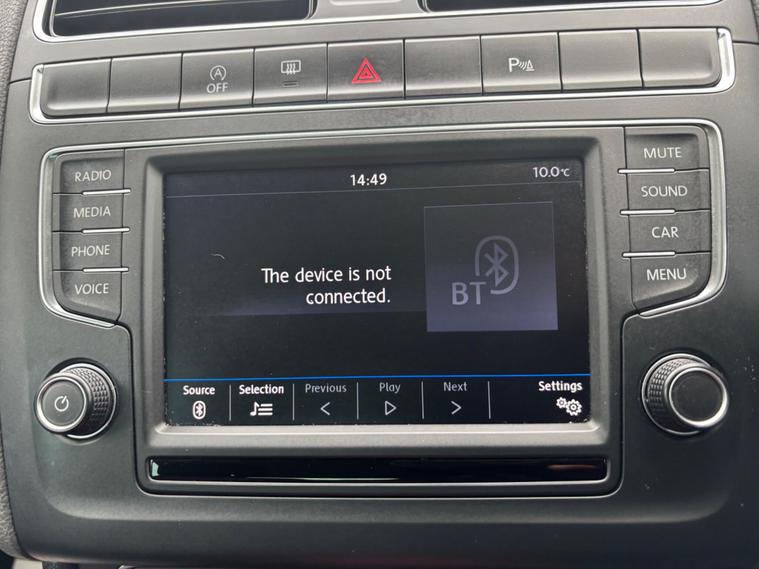 OFF
P
RADIO
MEDIA
PHONE
VOICE
14:49
10.0°C
The device is not
connected.
BT
Source
Selection
Previous
Play
Next
Settings
MUTE
SOUND
CAR
MENU